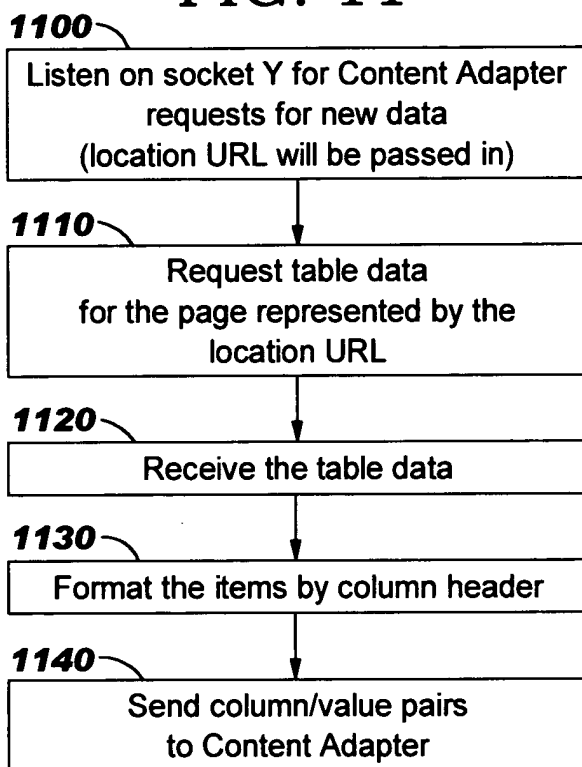 FIG. 11
1100
Listen on socket Y for Content Adapter
requests for new data
(location URL will be passed in)
1110
Request table data
for the page represented by the
location URL
1120
Receive the table data
1130
Format the items by column header
1140
Send column/value pairs
to Content Adapter